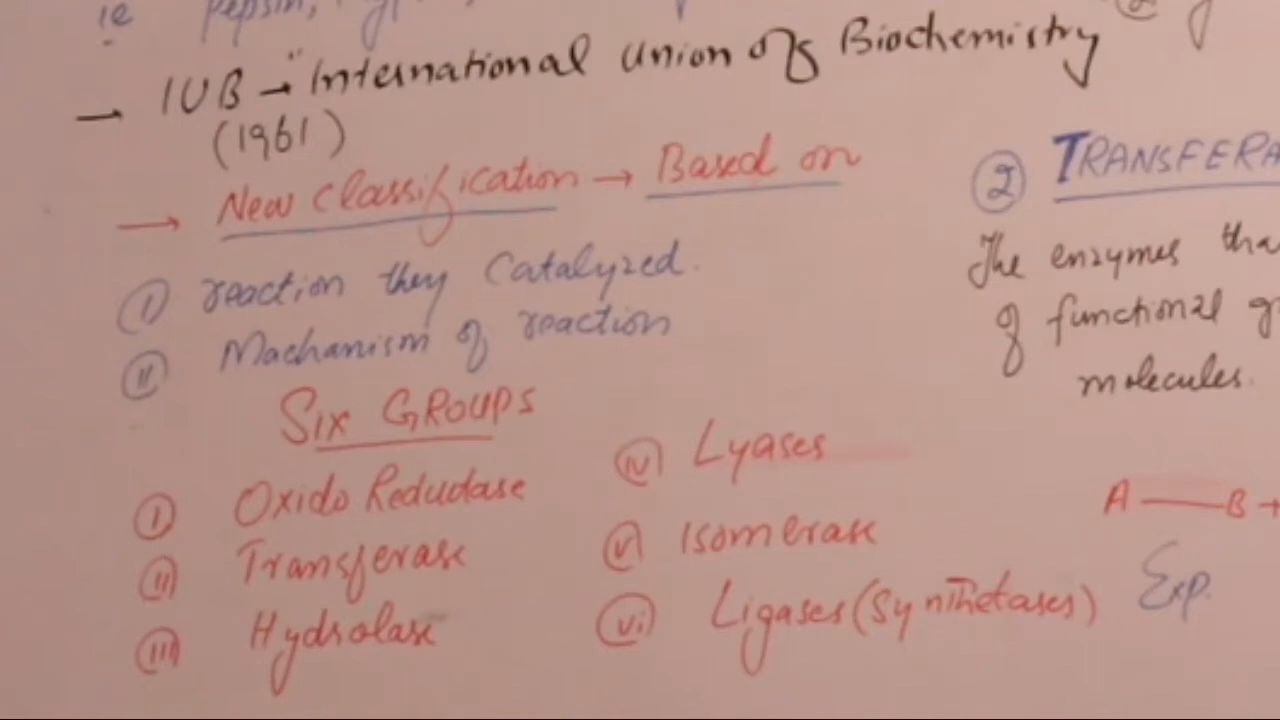 ie Pepsin,
→ IUB → "International Union of Biochemistry
(1961)
→ New Classification → Based on
(i) reaction they Catalyzed.
(ii) Machanism of reaction
SIX GROUPS
(i) Oxido Reductase
(ii) Transferase
(iii) Hydrolase
(iv) Lyases
(v) Isomerase
(vi) Ligases (Synthetases)
(2) TRANSFERA
The enzymes tha
of functional g
molecules.
A — B +
Exp.